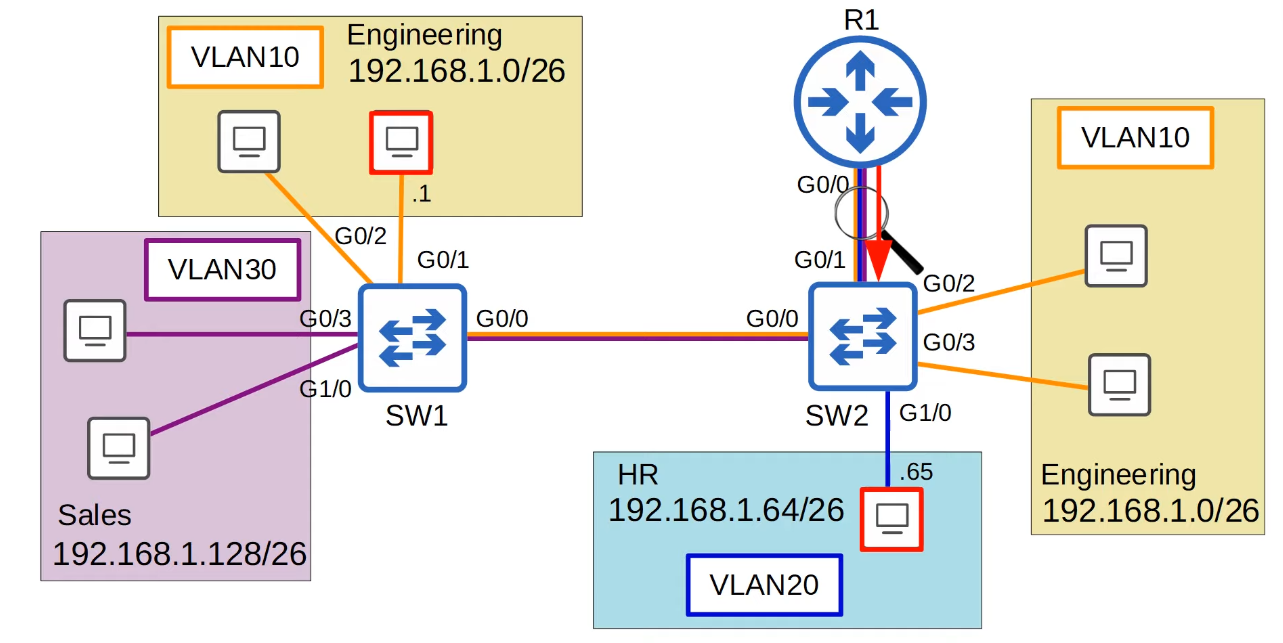 R1
VLAN10
Engineering
192.168.1.0/26
.1
G0/2
G0/1
VLAN30
G0/3
G1/0
Sales
192.168.1.128/26
SW1
G0/0
G0/0
G0/0
G0/1
SW2
G0/2
G0/3
G1/0
VLAN10
Engineering
192.168.1.0/26
HR
192.168.1.64/26
.65
VLAN20